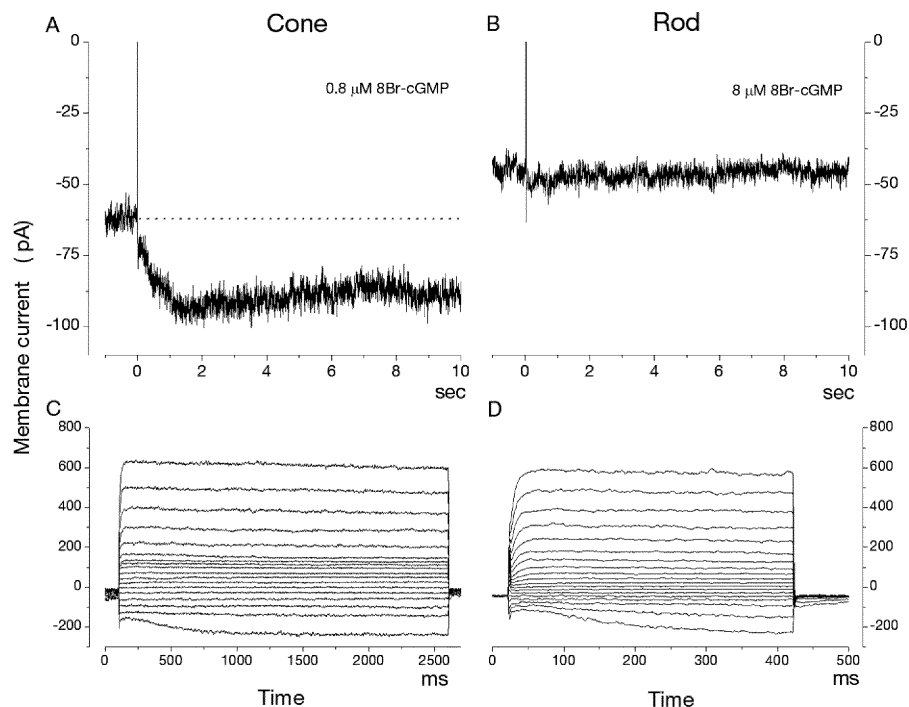 A
Cone
B
Rod
0.8 μM 8Br-cGMP
8 μM 8Br-cGMP
0
-25
-50
-75
-100
0
-25
-50
-75
-100
0 2 4 6 8 10
sec
0 2 4 6 8 10
sec
Membrane current (pA)
C
D
800
600
400
200
0
-200
800
600
400
200
0
-200
0 500 1000 1500 2000 2500
ms
0 100 200 300 400 500
ms
Time
Time